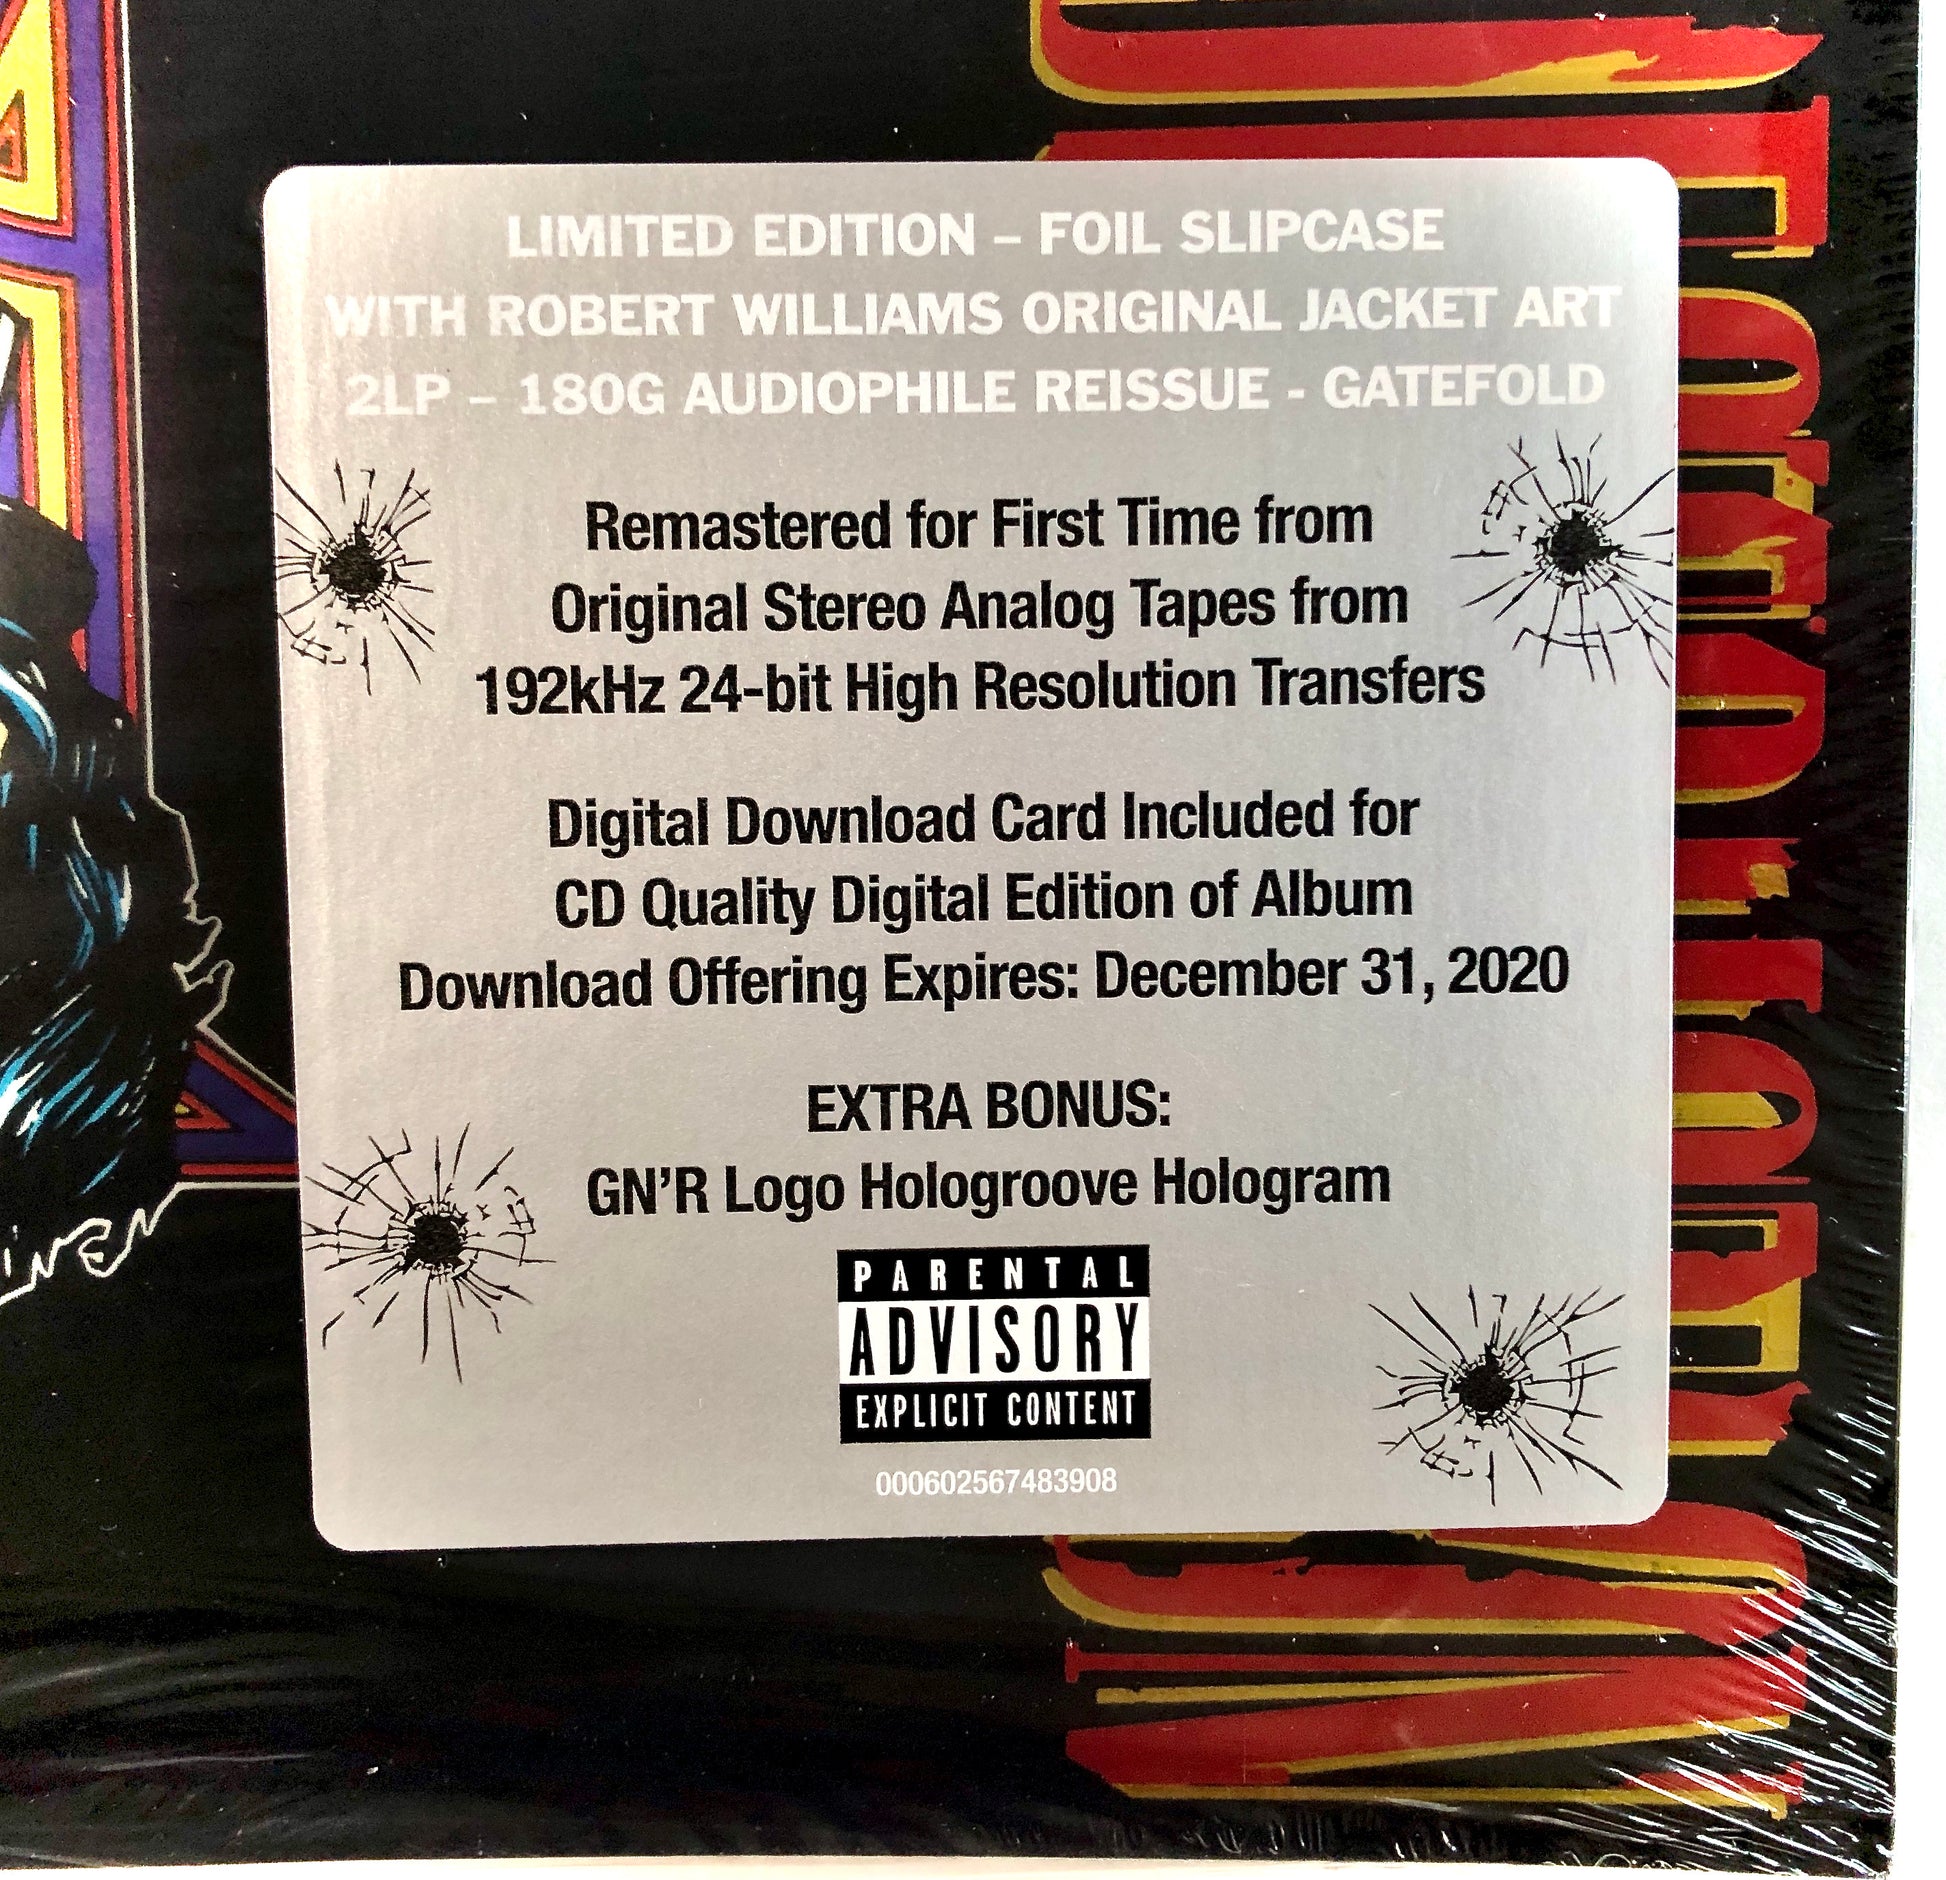 LIMITED EDITION – FOIL SLIPCASE
WITH ROBERT WILLIAMS ORIGINAL JACKET ART
2LP – 180G AUDIOPHILE REISSUE - GATEFOLD
Remastered for First Time from
Original Stereo Analog Tapes from
192kHz 24-bit High Resolution Transfers
Digital Download Card Included for
CD Quality Digital Edition of Album
Download Offering Expires: December 31, 2020
EXTRA BONUS:
GN’R Logo Hologroove Hologram
PARENTAL
ADVISORY
EXPLICIT CONTENT
000602567483908